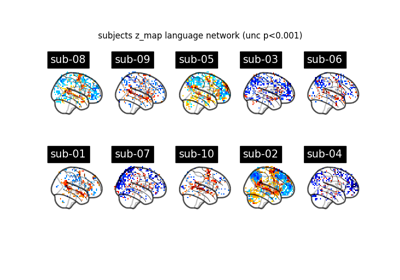 subjects z_map language network (unc p<0.001)
sub-08 sub-09 sub-05 sub-03 sub-06
sub-01 sub-07 sub-10 sub-02 sub-04